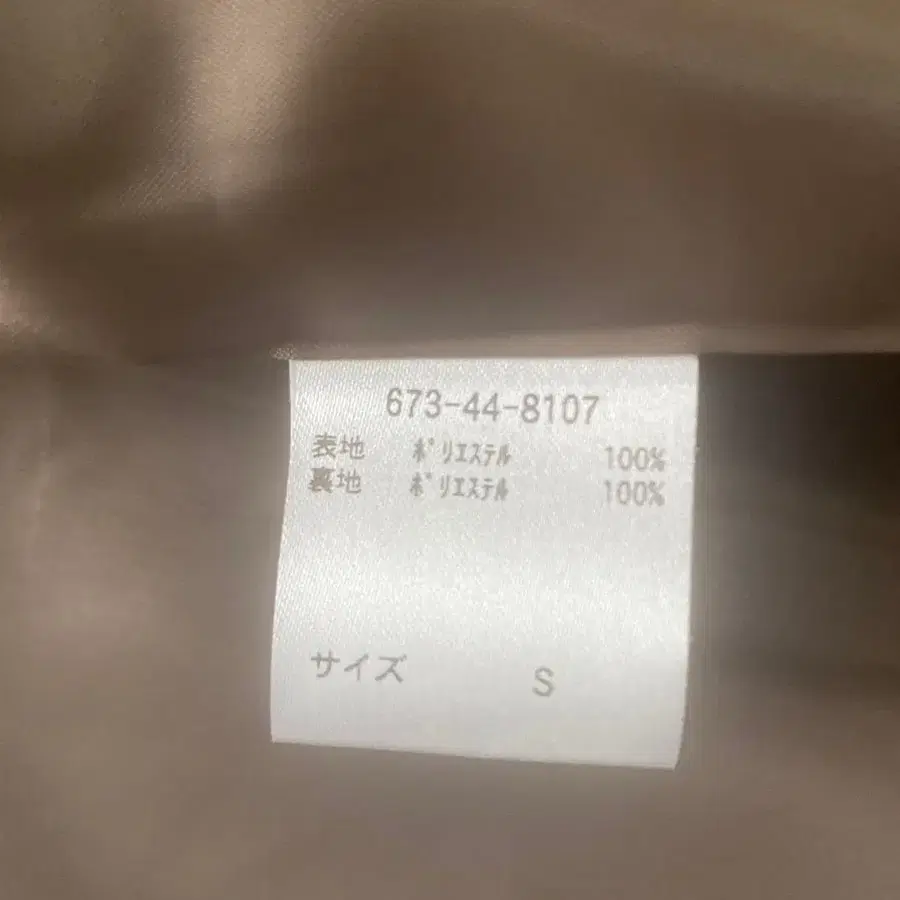 673-44-8107
表地 ﾎﾟﾘｴｽﾃﾙ 100%
裏地 ﾎﾟﾘｴｽﾃﾙ 100%
サイズ S